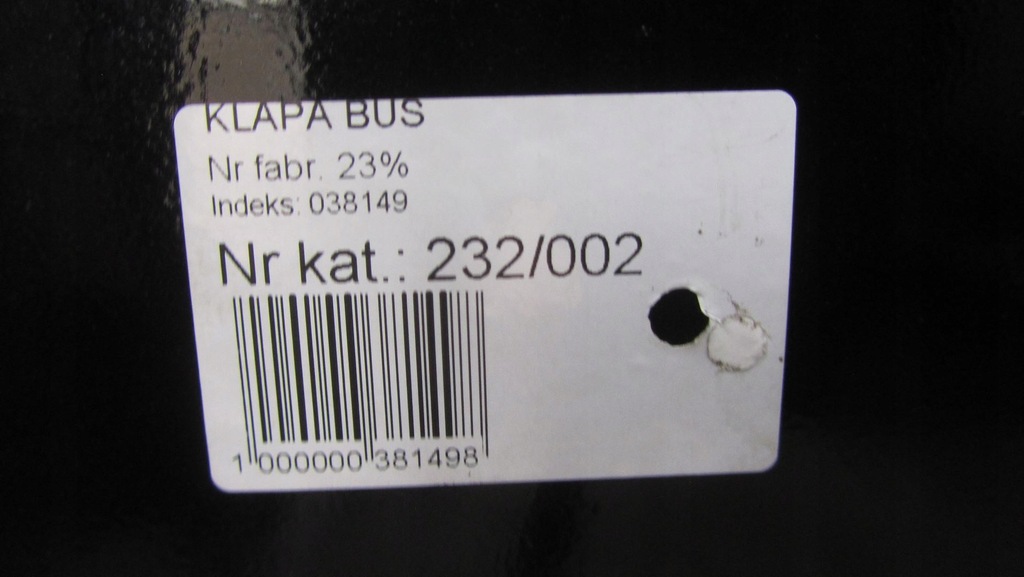 KLAPA BUS
Nr fabr. 23%
Indeks: 038149
Nr kat.: 232/002
1 000000 381498